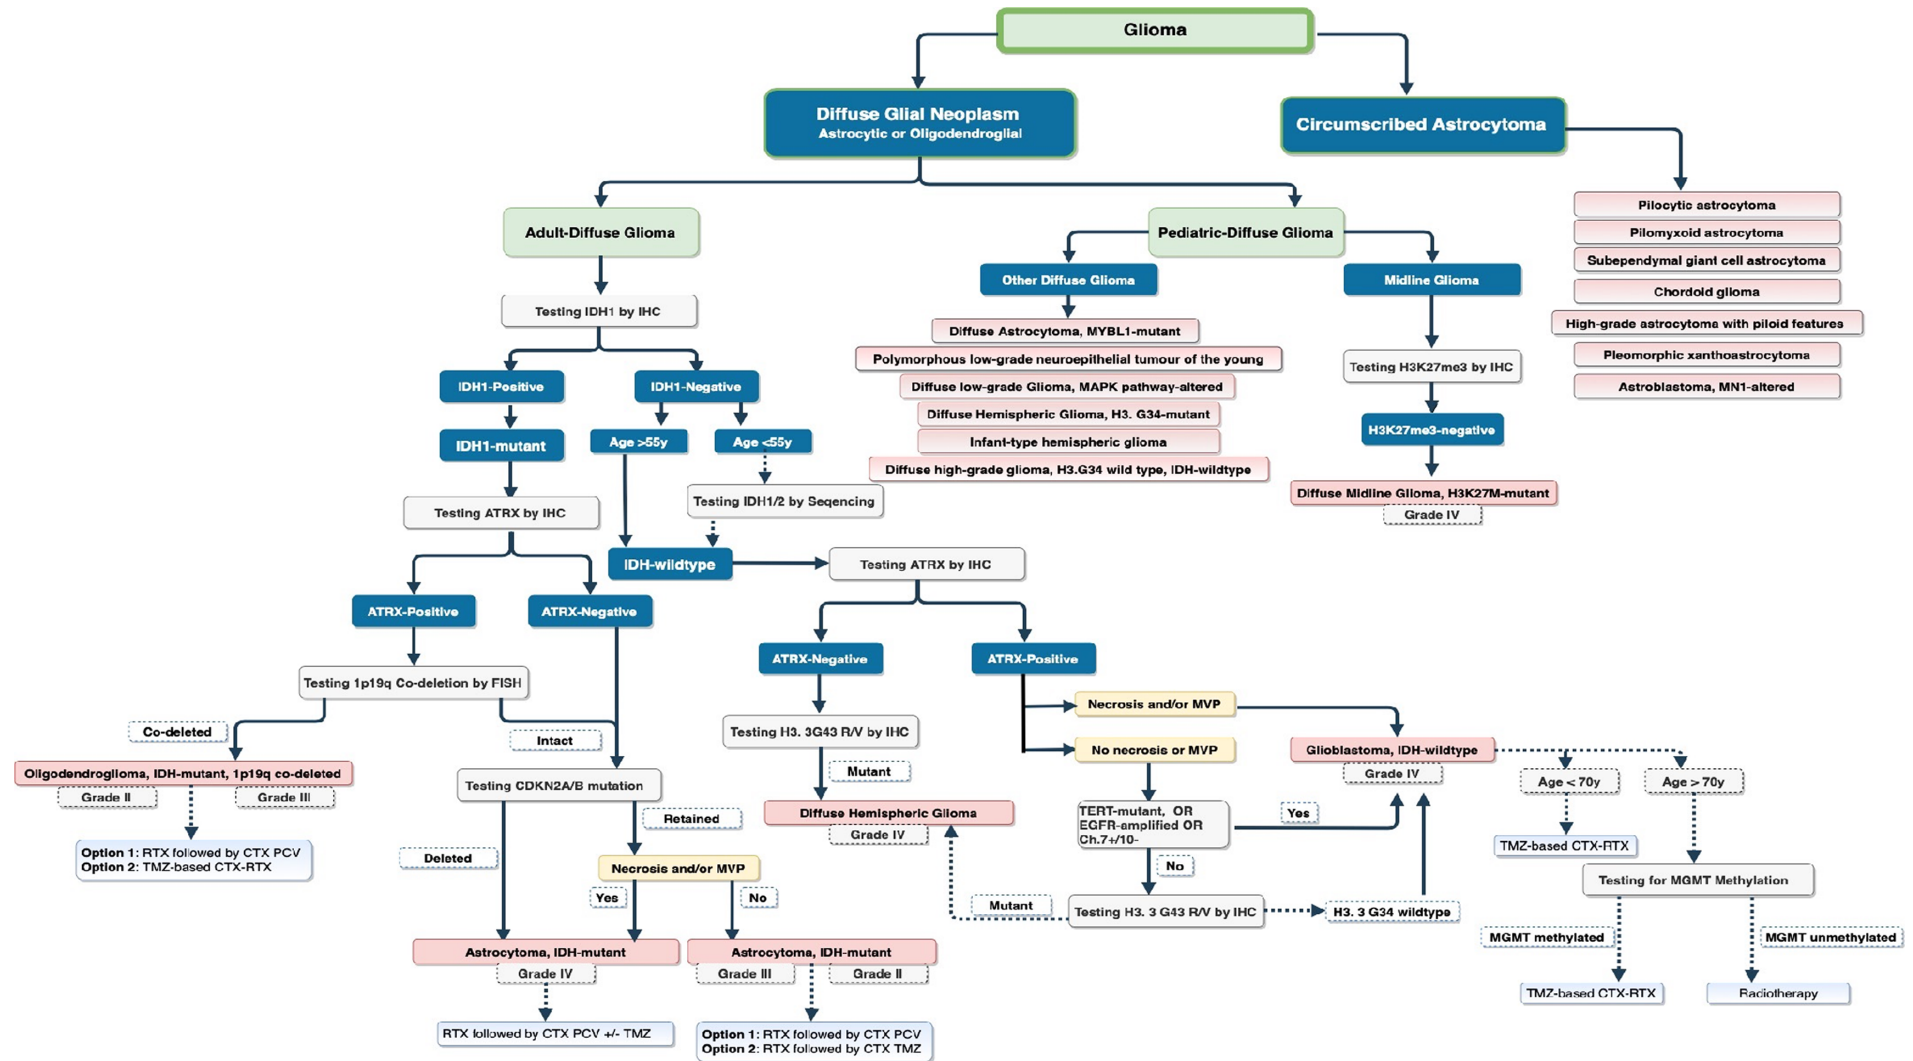 Glioma
Diffuse Glial Neoplasm
Astrocytic or Oligodendroglial
Circumscribed Astrocytoma
Pilocytic astrocytoma
Pilomyxoid astrocytoma
Subependymal giant cell astrocytoma
Chordoid glioma
High-grade astrocytoma with piloid features
Pleomorphic xanthoastrocytoma
Astroblastoma, MN1-altered
Adult-Diffuse Glioma
Pediatric-Diffuse Glioma
Other Diffuse Glioma
Midline Glioma
Diffuse Astrocytoma, MYBL1-mutant
Polymorphous low-grade neuroepithelial tumour of the young
Diffuse low-grade Glioma, MAPK pathway-altered
Diffuse Hemispheric Glioma, H3. G34-mutant
Infant-type hemispheric glioma
Diffuse high-grade glioma, H3.G34 wild type, IDH-wildtype
Testing H3K27me3 by IHC
H3K27me3-negative
Diffuse Midline Glioma, H3K27M-mutant
Grade IV
Testing IDH1 by IHC
IDH1-Positive
IDH1-Negative
IDH1-mutant
Age >55y
Age <55y
Testing IDH1/2 by Seqencing
Testing ATRX by IHC
IDH-wildtype
Testing ATRX by IHC
ATRX-Positive
ATRX-Negative
ATRX-Negative
ATRX-Positive
Testing 1p19q Co-deletion by FISH
Co-deleted
Intact
Oligodendroglioma, IDH-mutant, 1p19q co-deleted
Grade II
Grade III
Option 1: RTX followed by CTX PCV
Option 2: TMZ-based CTX-RTX
Testing CDKN2A/B mutation
Retained
Deleted
Necrosis and/or MVP
Yes
No
Astrocytoma, IDH-mutant
Grade IV
RTX followed by CTX PCV +/- TMZ
Astrocytoma, IDH-mutant
Grade III
Grade II
Option 1: RTX followed by CTX PCV
Option 2: RTX followed by CTX TMZ
Testing H3. 3G43 R/V by IHC
Mutant
Diffuse Hemispheric Glioma
Grade IV
Necrosis and/or MVP
No necrosis or MVP
TERT-mutant, OR
EGFR-amplified OR
Ch.7+/10-
Yes
No
Testing H3. 3 G43 R/V by IHC
Mutant
H3. 3 G34 wildtype
Glioblastoma, IDH-wildtype
Grade IV
Age < 70y
Age > 70y
TMZ-based CTX-RTX
Testing for MGMT Methylation
MGMT methylated
MGMT unmethylated
TMZ-based CTX-RTX
Radiotherapy